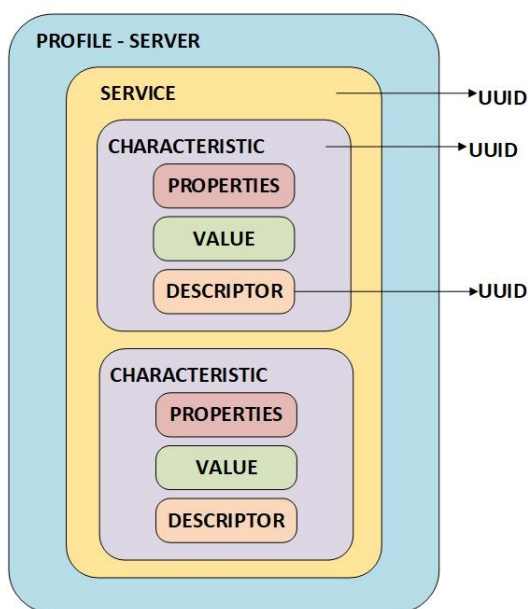 PROFILE - SERVER
SERVICE
UUID
CHARACTERISTIC
UUID
PROPERTIES
VALUE
DESCRIPTOR
UUID
CHARACTERISTIC
PROPERTIES
VALUE
DESCRIPTOR